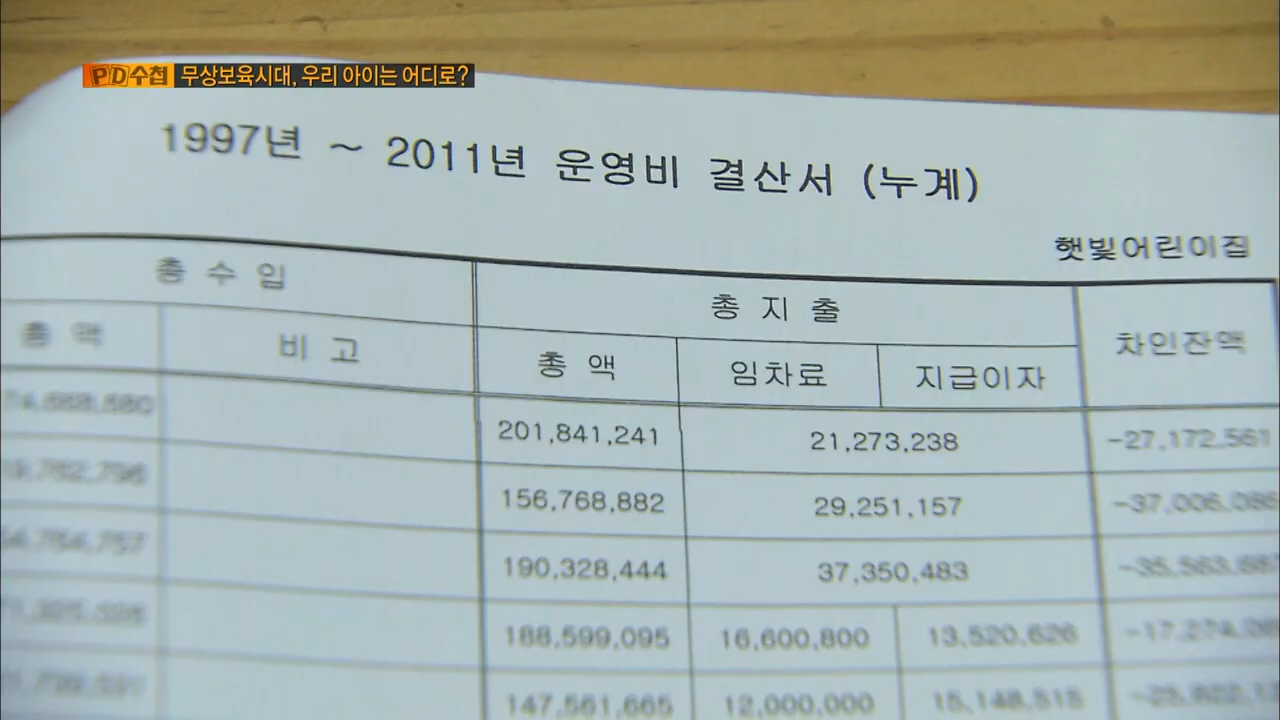 PD수첩 무상보육시대, 우리 아이는 어디로?
1997년 ~ 2011년 운영비 결산서 (누계)
햇빛어린이집
총 수 입 총 지 출 차인잔액
총 액 비 고 총 액 임차료 지급이자
201,841,241 21,273,238 -27,172,561
156,768,882 29,251,157
190,328,444 37,350,483
188,599,095 16,600,800 13,520,626
147,561,665 12,000,000 15,148,515